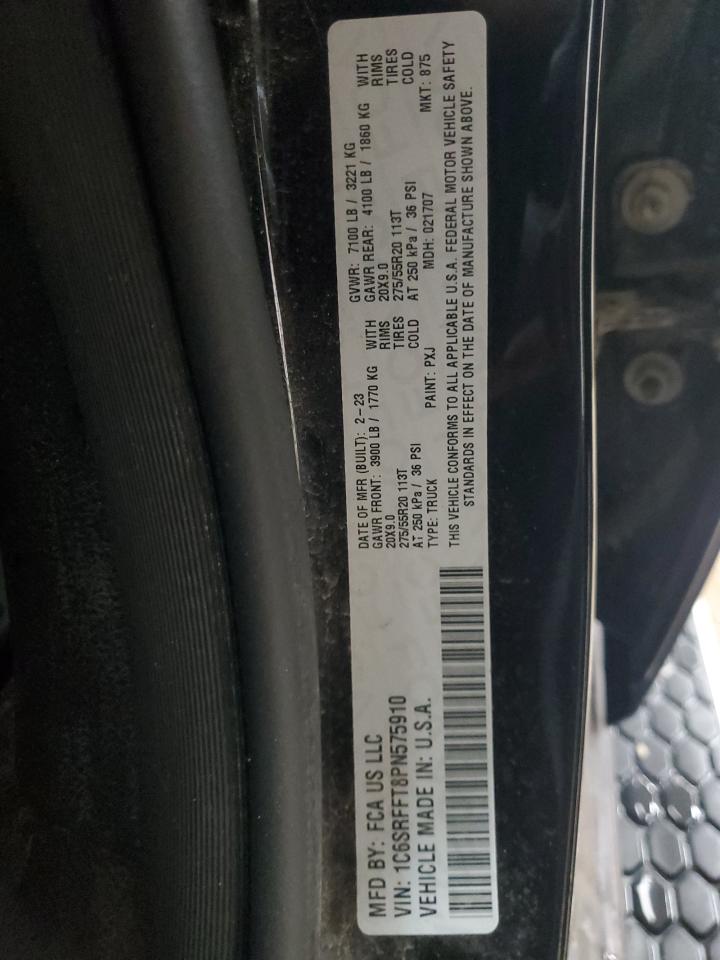 MFD BY: FCA US LLC
VIN: 1C6SRFFT8PN575910
VEHICLE MADE IN: U.S.A.
DATE OF MFR (BUILT): 2-23 GVWR: 7100 LB / 3221 KG
GAWR FRONT: 3900 LB / 1770 KG WITH GAWR REAR: 4100 LB / 1860 KG WITH
20X9.0 RIMS 20X9.0 RIMS
275/55R20 113T TIRES 275/55R20 113T TIRES
AT 250 kPa / 36 PSI COLD AT 250 kPa / 36 PSI COLD
TYPE: TRUCK PAINT: PXJ MDH: 021707 MKT: 875
THIS VEHICLE CONFORMS TO ALL APPLICABLE U.S.A. FEDERAL MOTOR VEHICLE SAFETY
STANDARDS IN EFFECT ON THE DATE OF MANUFACTURE SHOWN ABOVE.